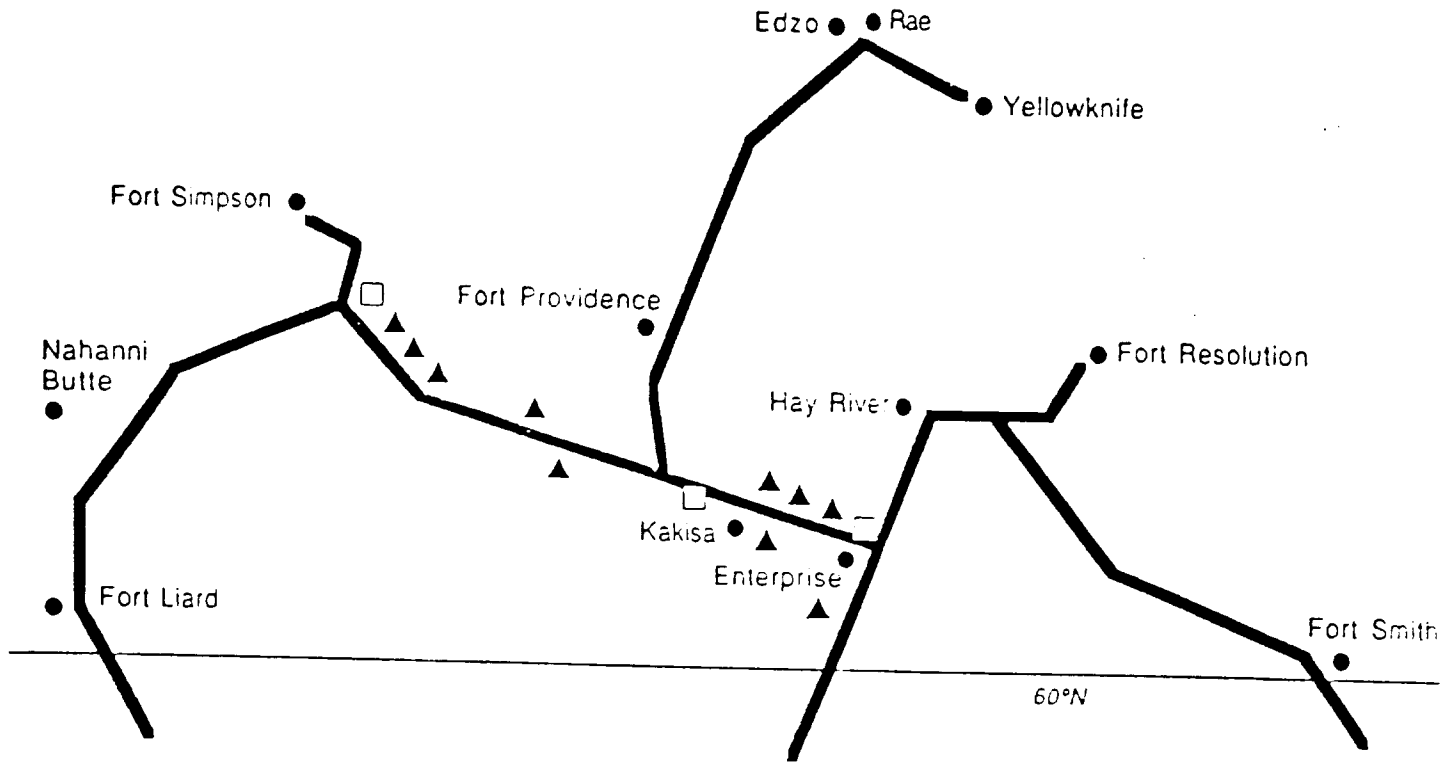 Edzo
Rae
Yellowknife
Fort Simpson
Fort Providence
Nahanni
Butte
Fort Resolution
Hay River
Kakisa
Enterprise
Fort Liard
Fort Smith
60°N